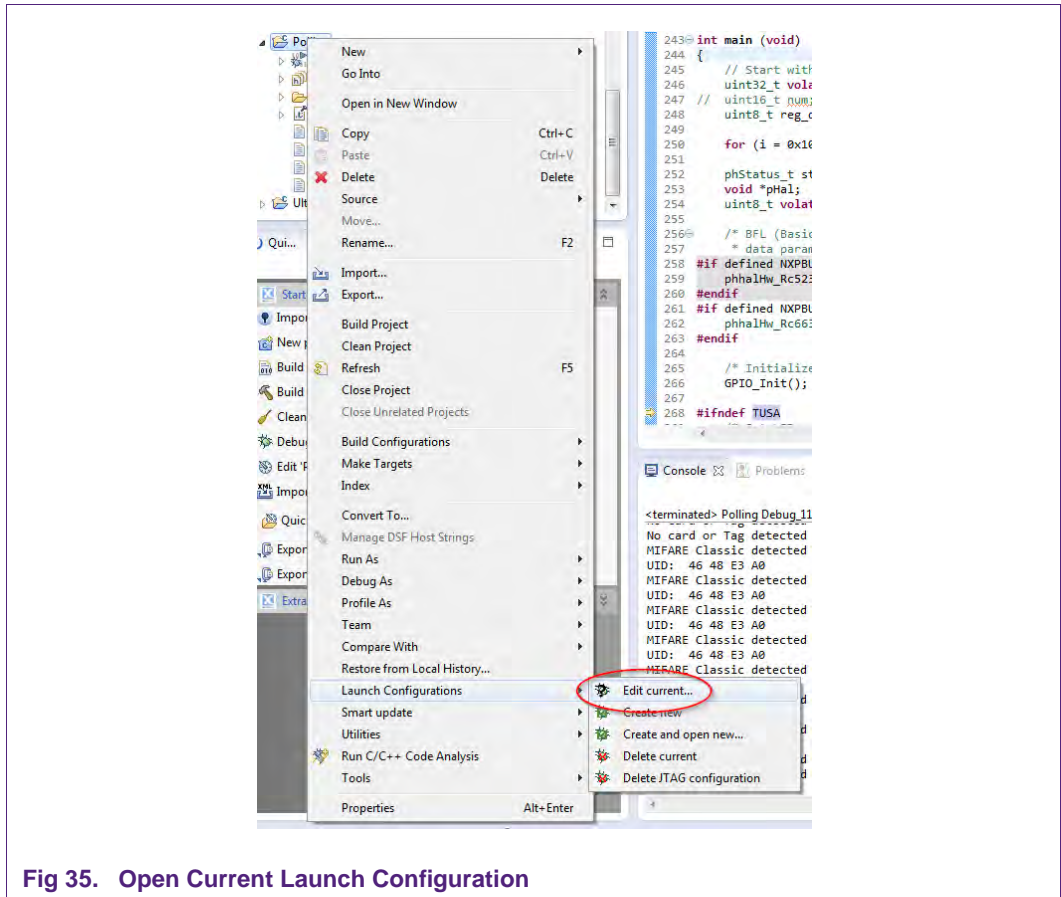 New
Go Into
Open in New Window
Copy Ctrl+C
Paste Ctrl+V
Delete Delete
Source
Move...
Rename... F2
Import...
Export...
Build Project
Clean Project
Refresh F5
Close Project
Close Unrelated Projects
Build Configurations
Make Targets
Index
Convert To...
Manage DSF Host Strings
Run As
Debug As
Profile As
Team
Compare With
Restore from Local History...
Launch Configurations
Smart update
Utilities
Run C/C++ Code Analysis
Tools
Properties Alt+Enter
Edit current...
Create new
Create and open new...
Delete current
Delete JTAG configuration
Qui...
Start
New
Build
Build
Clean
Edit
Quic
Extra
243 int main (void)
244 {
245 // Start with
246 uint32_t vola
247 // uint16_t num;
248 uint8_t reg_
249
250 for (i = 0x10
251
252 phStatus_t st
253 void *pHal;
254 uint8_t volat
255
256 /* BFL (Basic
257 * data param
258 #if defined NXPBU
259 phhalHw_Rc523
260 #endif
261 #if defined NXPBU
262 phhalHw_Rc663
263 #endif
264
265 /* Initialize
266 GPIO_Init();
267
268 #ifndef TUSA
Console Problems
<terminated> Polling Debug_11
No card or Tag detected
MIFARE Classic detected
UID: 46 48 E3 A0
MIFARE Classic detected
UID: 46 48 E3 A0
MIFARE Classic detected
UID: 46 48 E3 A0
MIFARE Classic detected
UID: 46 48 E3 A0
MIFARE Classic detected
Fig 35. Open Current Launch Configuration